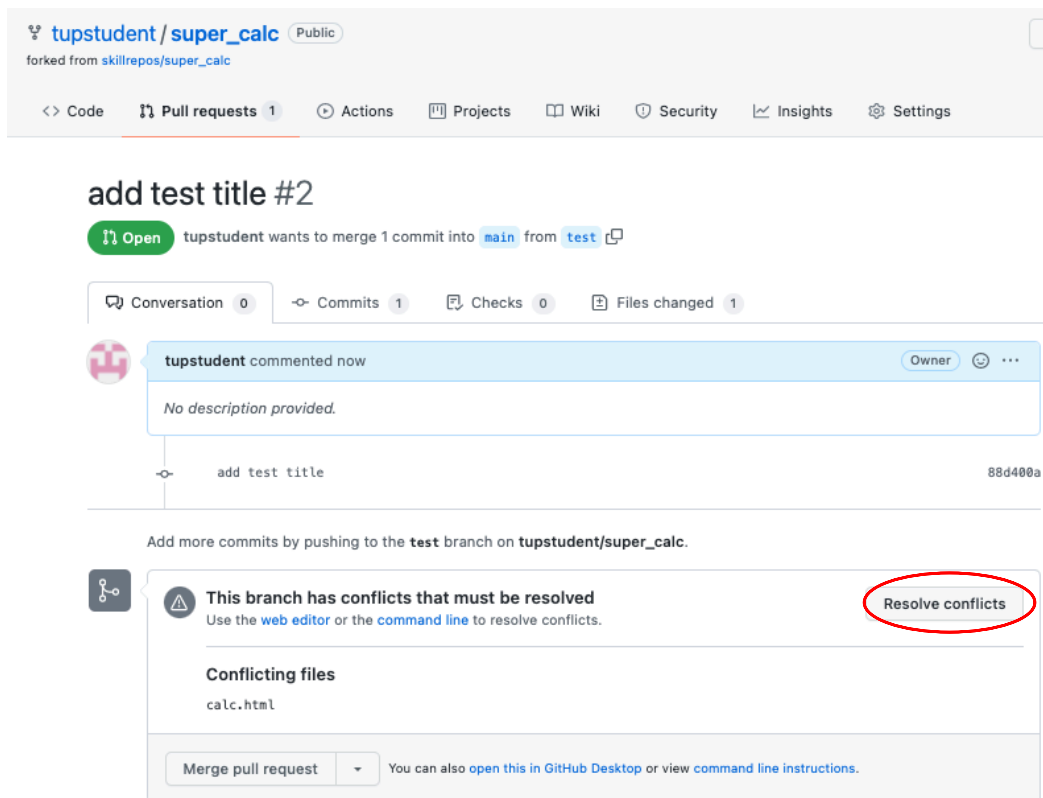 tupstudent / super_calc Public
forked from skillrepos/super_calc
<> Code Pull requests 1 Actions Projects Wiki Security Insights Settings
add test title #2
Open tupstudent wants to merge 1 commit into main from test
Conversation 0 Commits 1 Checks 0 Files changed 1
tupstudent commented now Owner ...
No description provided.
add test title 88d400a
Add more commits by pushing to the test branch on tupstudent/super_calc.
This branch has conflicts that must be resolved
Use the web editor or the command line to resolve conflicts.
Resolve conflicts
Conflicting files
calc.html
Merge pull request You can also open this in GitHub Desktop or view command line instructions.